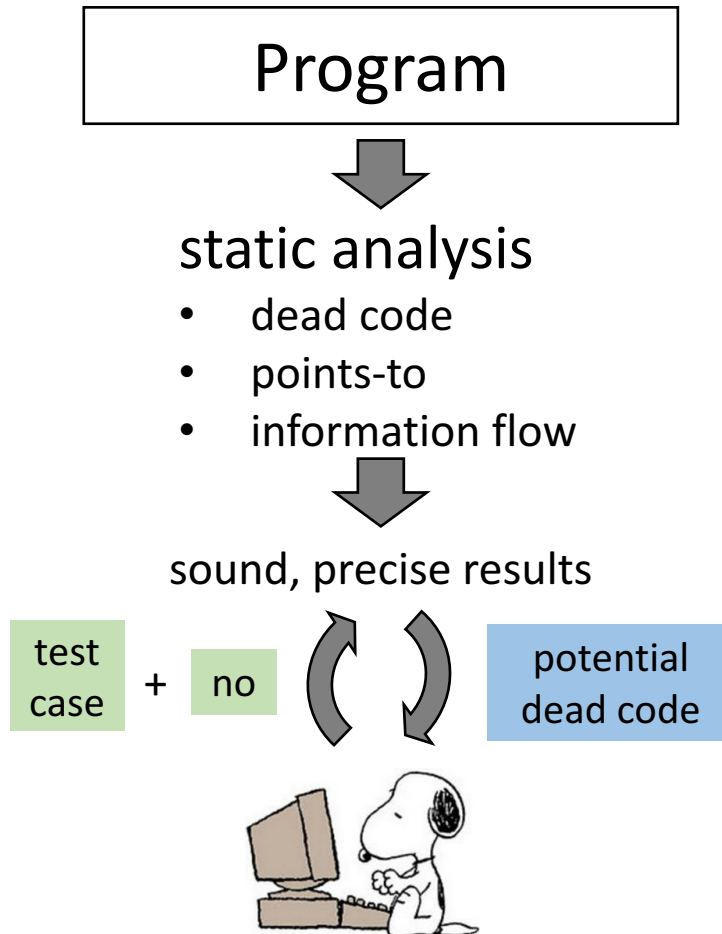 Program
static analysis
• dead code
• points-to
• information flow
sound, precise results
test
case
+
no
potential
dead code